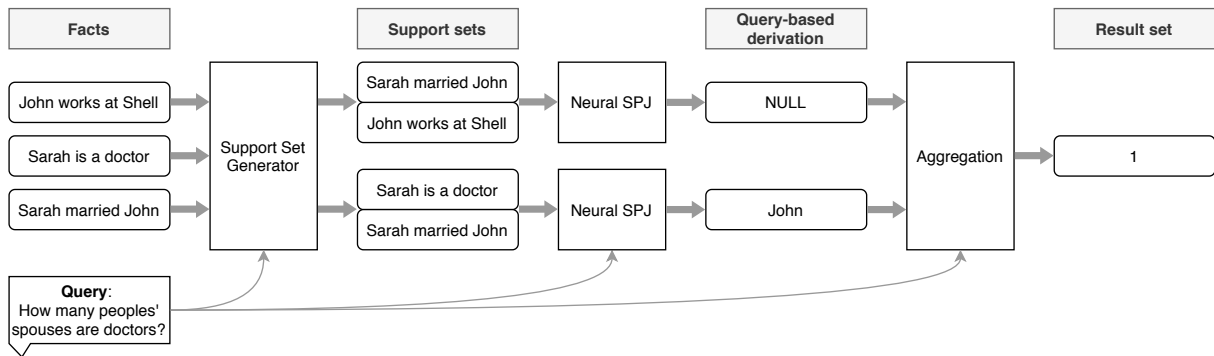 Facts
Support sets
Query-based
derivation
Result set
John works at Shell
Sarah is a doctor
Sarah married John
Support Set
Generator
Sarah married John
John works at Shell
Sarah is a doctor
Sarah married John
Neural SPJ
Neural SPJ
NULL
John
Aggregation
1
Query:
How many peoples'
spouses are doctors?